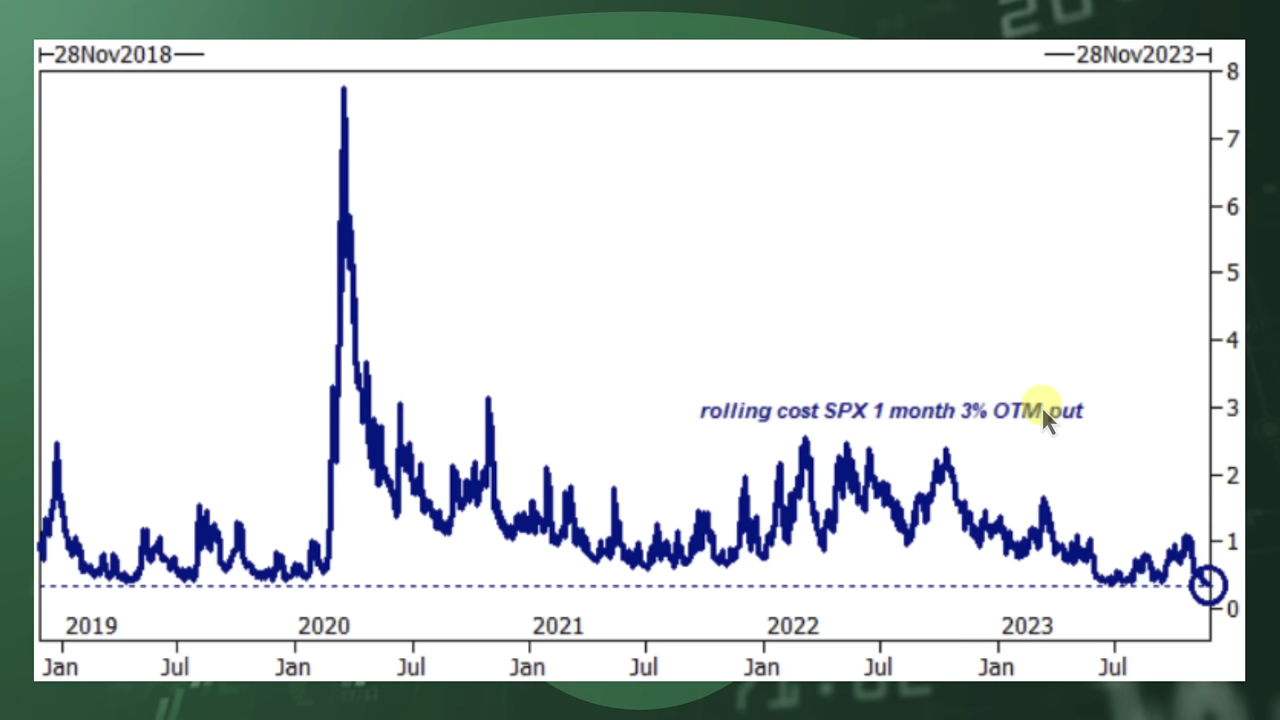 28Nov2018
28Nov2023
8
7
6
5
4
3
2
1
0
rolling cost SPX 1 month 3% OTM put
2019
2020
2021
2022
2023
Jan
Jul
Jan
Jul
Jan
Jul
Jan
Jul
Jan
Jul